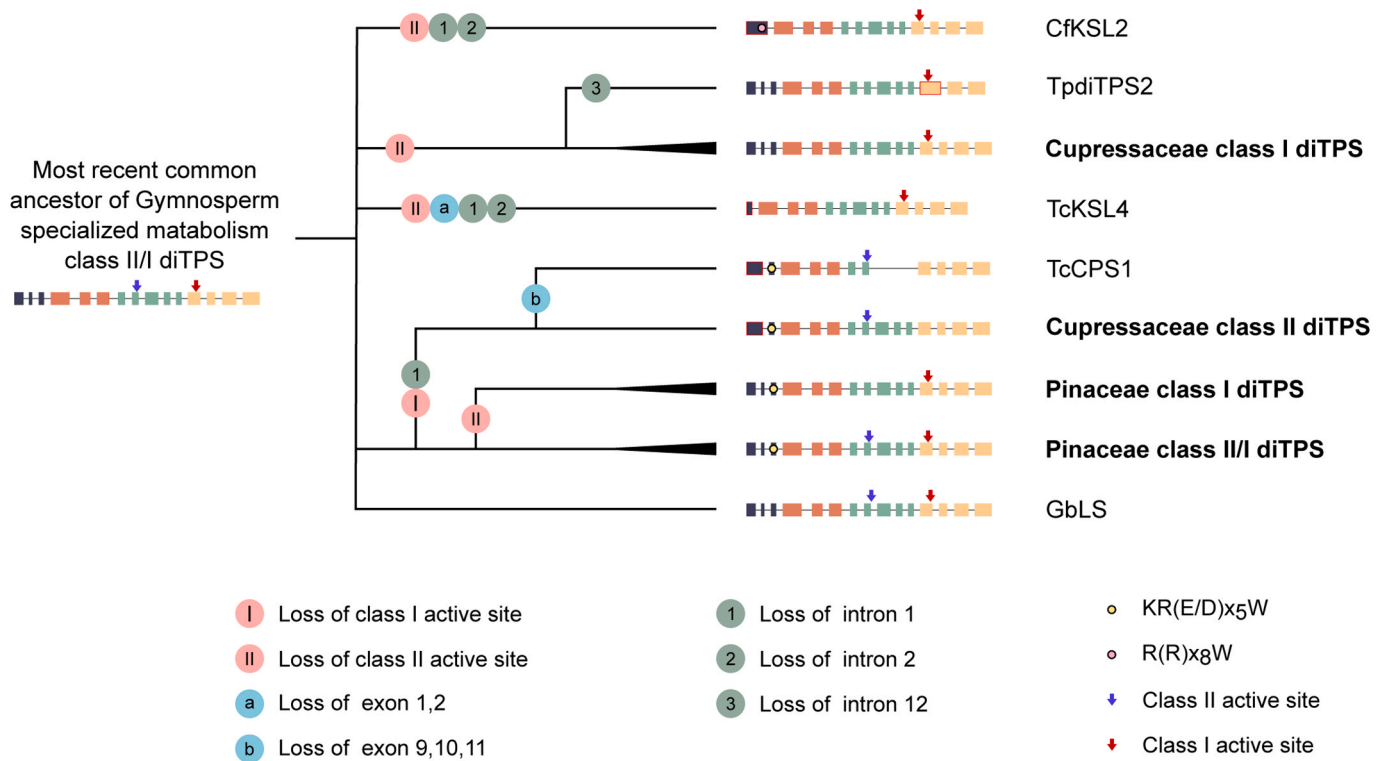 II 1 2
CfKSL2
3
TpdiTPS2
II
Cupressaceae class I diTPS
Most recent common
ancestor of Gymnosperm
specialized matabolism
class II/I diTPS
II a 1 2
TcKSL4
TcCPS1
b
Cupressaceae class II diTPS
1
I
Pinaceae class I diTPS
II
Pinaceae class II/I diTPS
GbLS
I Loss of class I active site
II Loss of class II active site
a Loss of exon 1,2
b Loss of exon 9,10,11
1 Loss of intron 1
2 Loss of intron 2
3 Loss of intron 12
KR(E/D)x5W
R(R)x8W
Class II active site
Class I active site